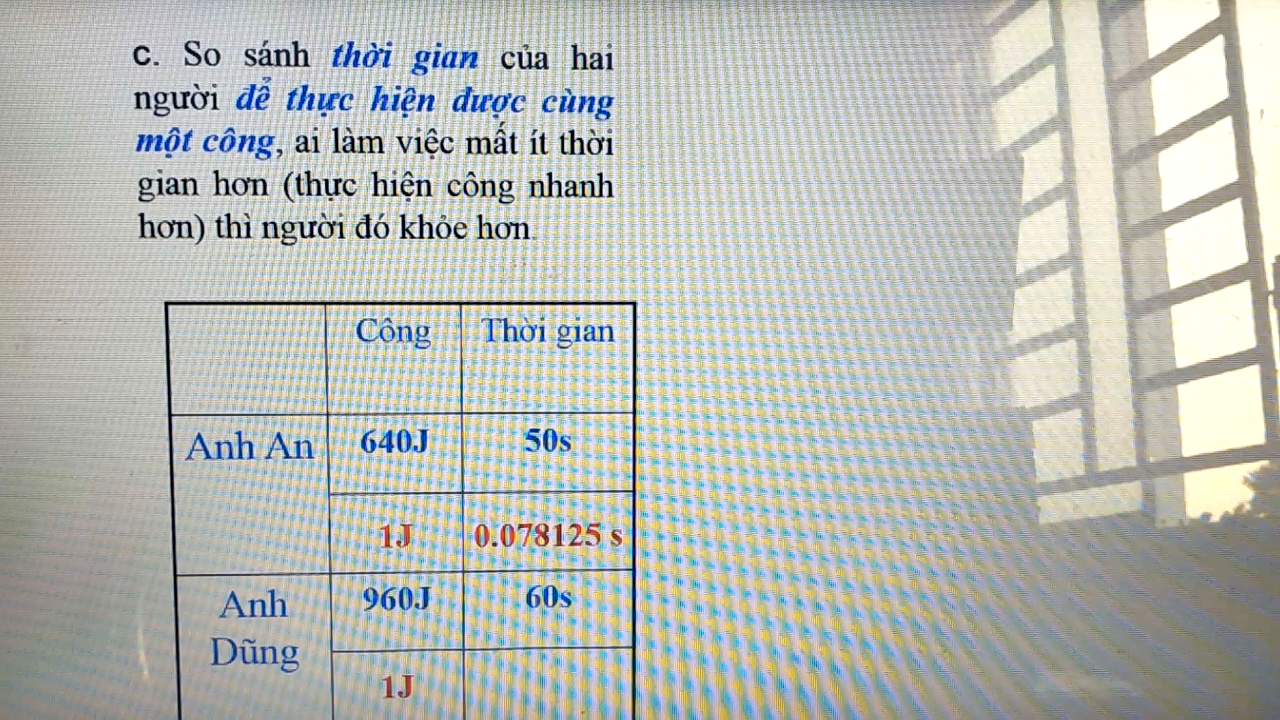 c. So sánh thời gian của hai
người để thực hiện được cùng
một công, ai làm việc mất ít thời
gian hơn (thực hiện công nhanh
hơn) thì người đó khỏe hơn.
Công Thời gian
Anh An 640J 50s
1J 0.078125 s
Anh 960J 60s
Dũng
1J